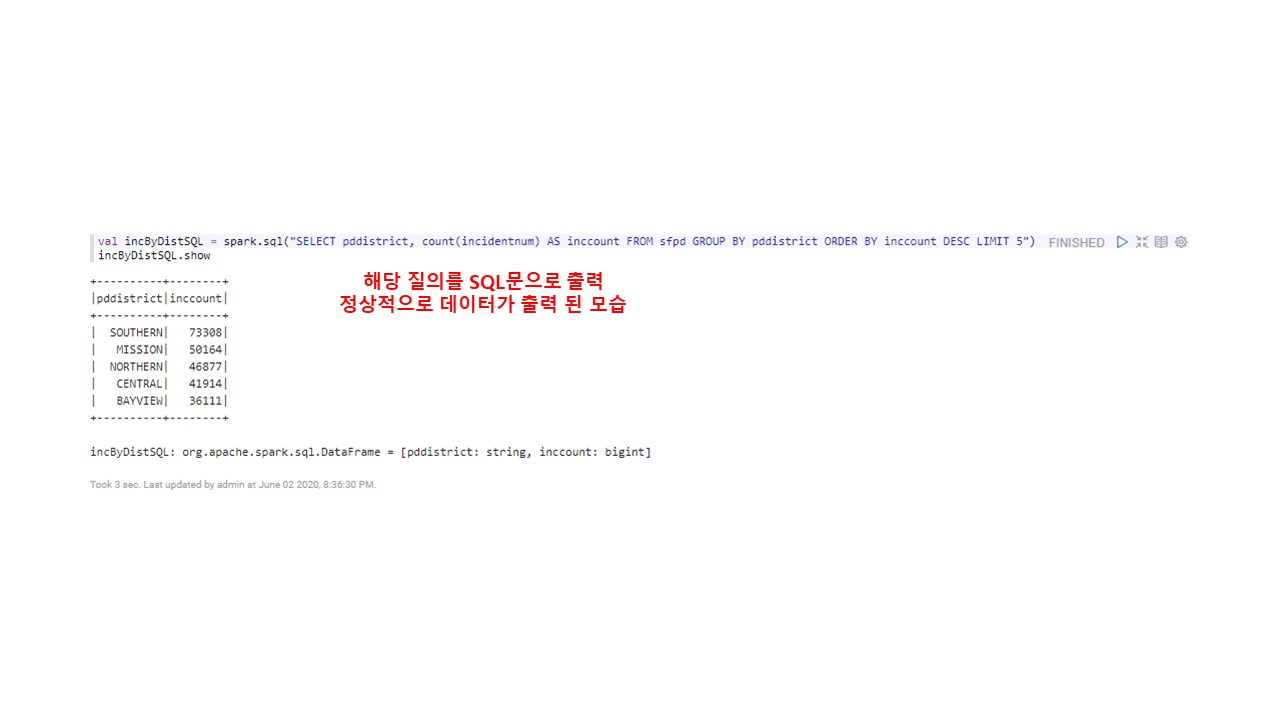 val incByDistSQL = spark.sql("SELECT pddistrict, count(incidentnum) AS inccount FROM sfpd GROUP BY pddistrict ORDER BY inccount DESC LIMIT 5") FINISHED
incByDistSQL.show
해당 질의를 SQL문으로 출력
정상적으로 데이터가 출력 된 모습
+----------+--------+
|pddistrict|inccount|
+----------+--------+
|  SOUTHERN|   73308|
|   MISSION|   50164|
|  NORTHERN|   46877|
|   CENTRAL|   41914|
|   BAYVIEW|   36111|
+----------+--------+
incByDistSQL: org.apache.spark.sql.DataFrame = [pddistrict: string, inccount: bigint]
Took 3 sec. Last updated by admin at June 02 2020, 8:36:30 PM.